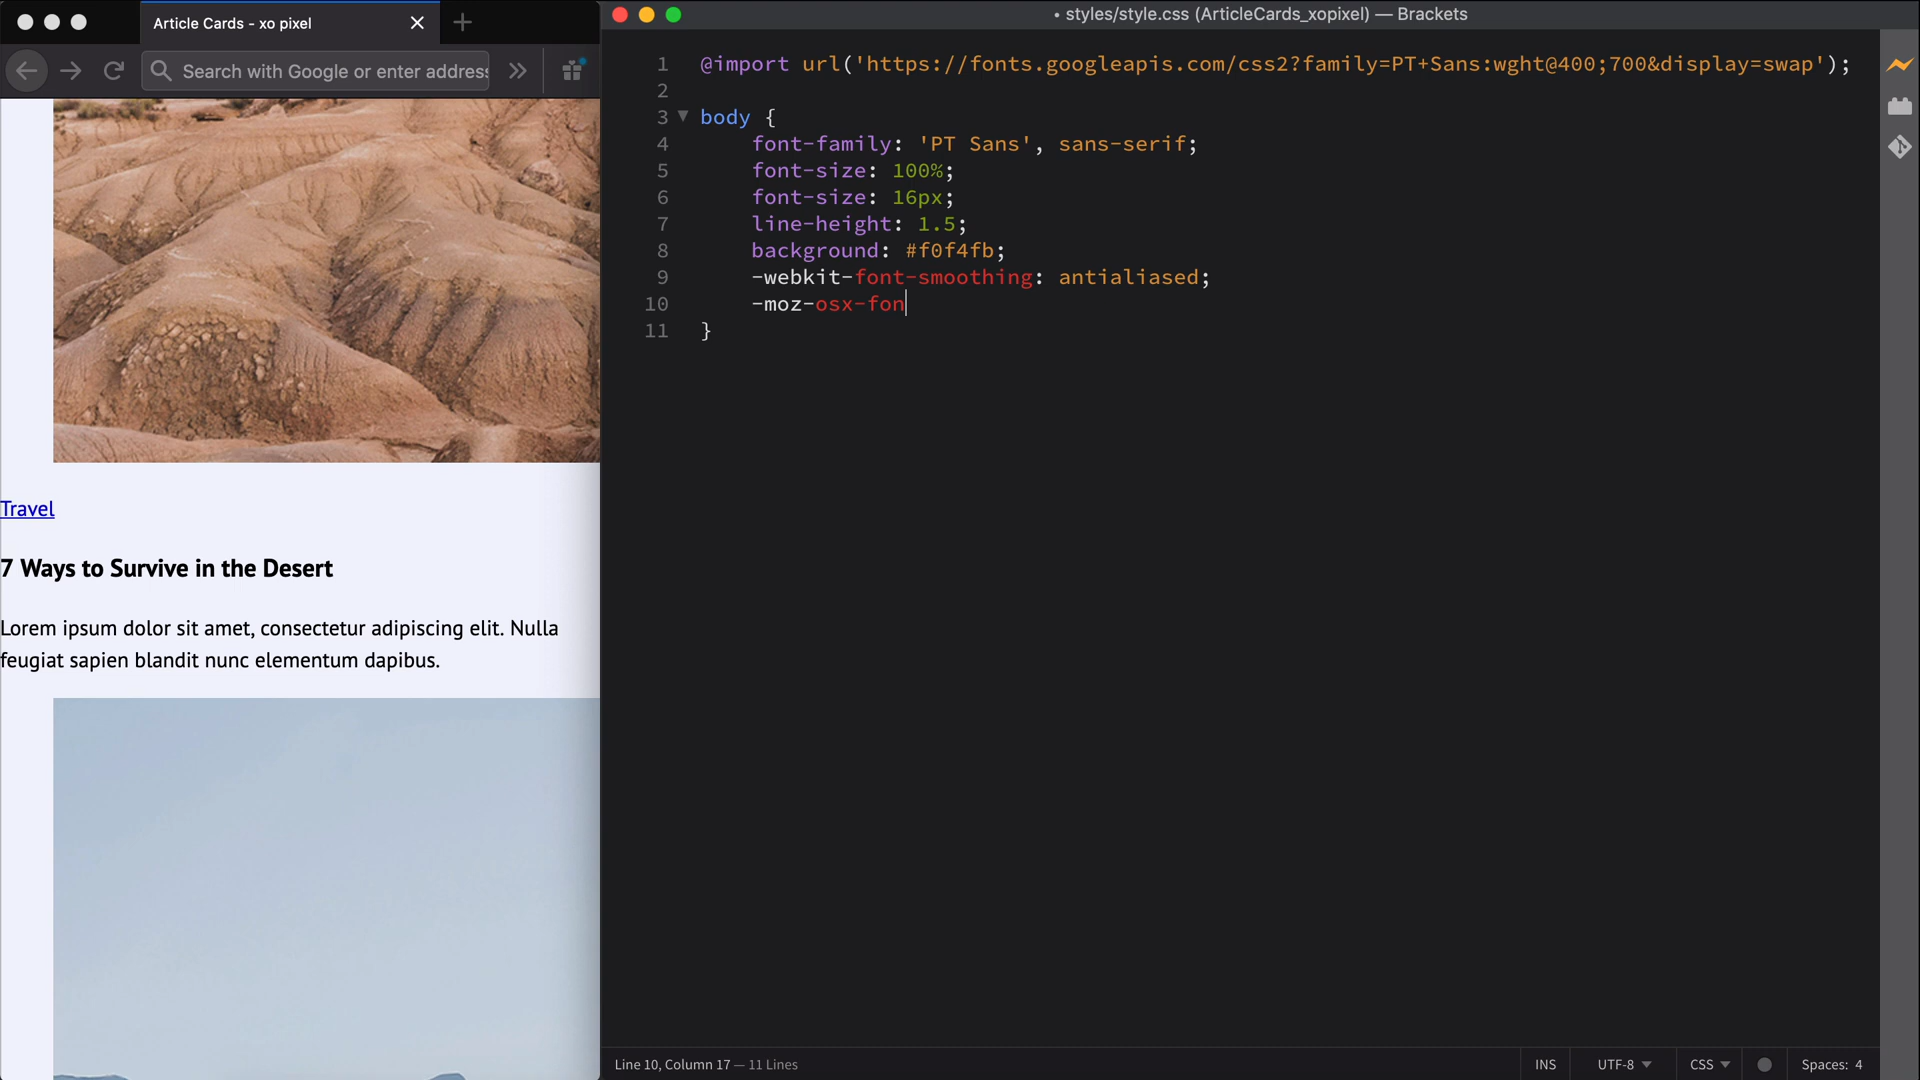 Article Cards - xo pixel
Search with Google or enter address
Travel
7 Ways to Survive in the Desert
Lorem ipsum dolor sit amet, consectetur adipiscing elit. Nulla
feugiat sapien blandit nunc elementum dapibus.
• styles/style.css (ArticleCards_xopixel) — Brackets
1 @import url('https://fonts.googleapis.com/css2?family=PT+Sans:wght@400;700&display=swap');
2
3 body {
4 font-family: 'PT Sans', sans-serif;
5 font-size: 100%;
6 font-size: 16px;
7 line-height: 1.5;
8 background: #f0f4fb;
9 -webkit-font-smoothing: antialiased;
10 -moz-osx-fon
11 }
Line 10, Column 17 — 11 Lines
INS UTF-8 CSS Spaces: 4